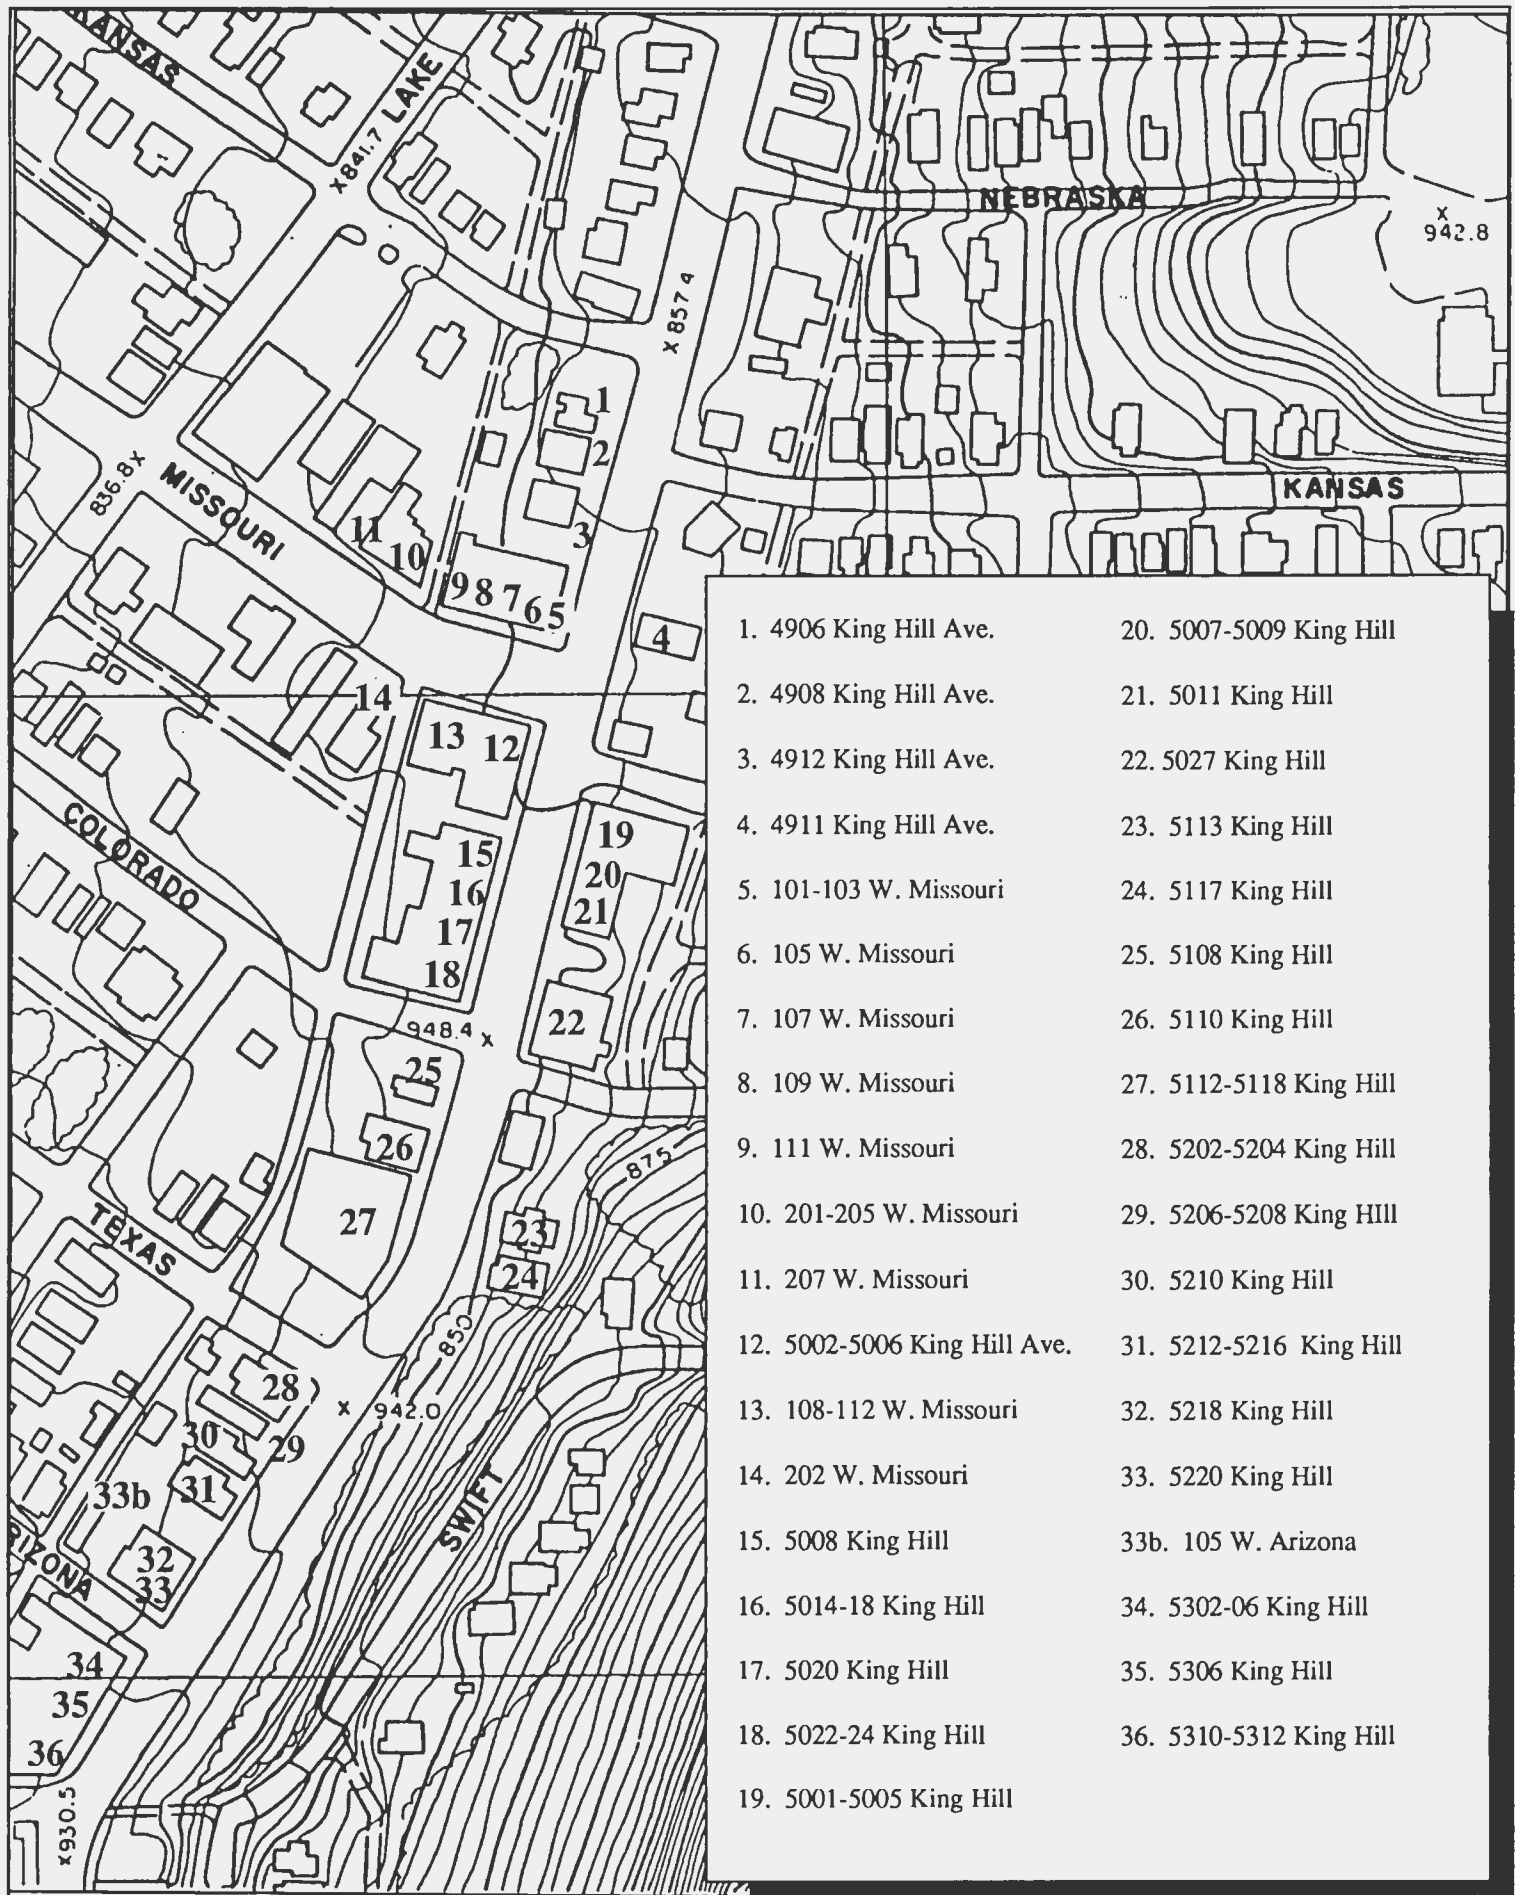 KANSAS
LAKE
x841.7
NEBRASKA
x
942.8
x857 4
1
2
KANSAS
836.8x
MISSOURI
11
10
3
9 8 7 6 5
4
14
13 12
COLORADO
19
15
20
16
21
17
18
948.4 x
22
25
26
875
27
23
24
TEXAS
850
28
x 942.0
30
29
33b
31
SWIFT
RIZONA
32
33
34
35
36
x930.5
1. 4906 King Hill Ave.
2. 4908 King Hill Ave.
3. 4912 King Hill Ave.
4. 4911 King Hill Ave.
5. 101-103 W. Missouri
6. 105 W. Missouri
7. 107 W. Missouri
8. 109 W. Missouri
9. 111 W. Missouri
10. 201-205 W. Missouri
11. 207 W. Missouri
12. 5002-5006 King Hill Ave.
13. 108-112 W. Missouri
14. 202 W. Missouri
15. 5008 King Hill
16. 5014-18 King Hill
17. 5020 King Hill
18. 5022-24 King Hill
19. 5001-5005 King Hill
20. 5007-5009 King Hill
21. 5011 King Hill
22. 5027 King Hill
23. 5113 King Hill
24. 5117 King Hill
25. 5108 King Hill
26. 5110 King Hill
27. 5112-5118 King Hill
28. 5202-5204 King Hill
29. 5206-5208 King HIll
30. 5210 King Hill
31. 5212-5216 King Hill
32. 5218 King Hill
33. 5220 King Hill
33b. 105 W. Arizona
34. 5302-06 King Hill
35. 5306 King Hill
36. 5310-5312 King Hill